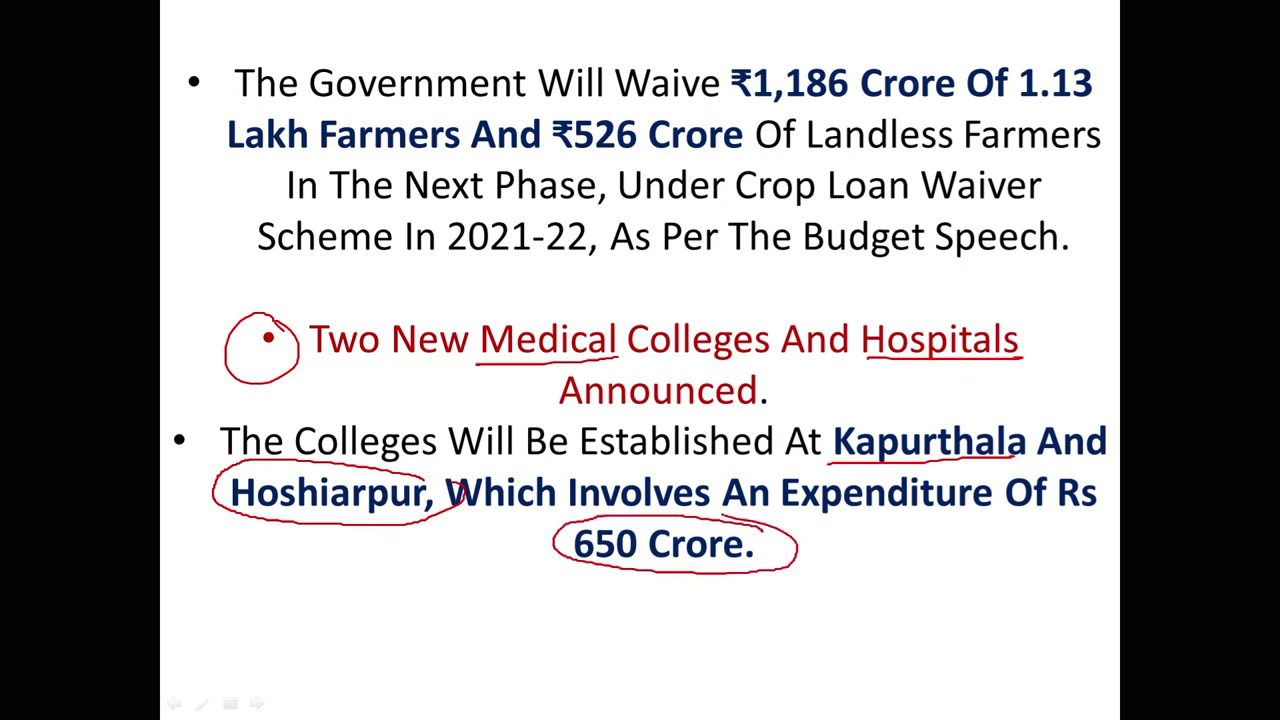 • The Government Will Waive ₹1,186 Crore Of 1.13
Lakh Farmers And ₹526 Crore Of Landless Farmers
In The Next Phase, Under Crop Loan Waiver
Scheme In 2021-22, As Per The Budget Speech.
• Two New Medical Colleges And Hospitals
Announced.
• The Colleges Will Be Established At Kapurthala And
Hoshiarpur, Which Involves An Expenditure Of Rs
650 Crore.